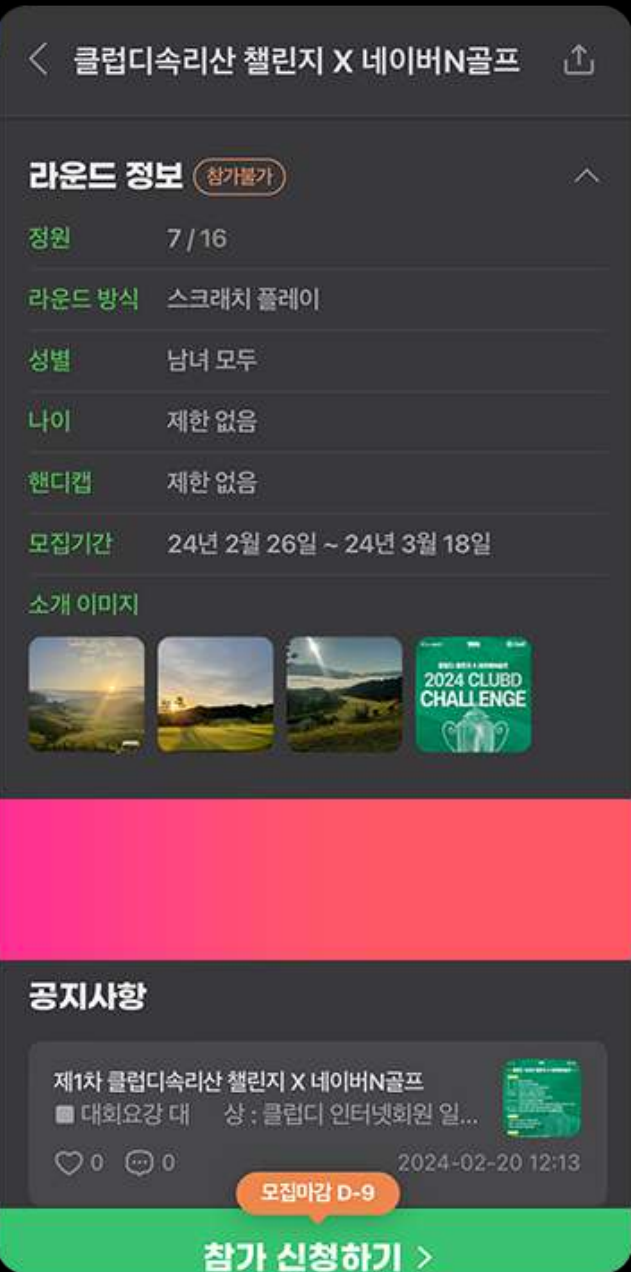 클럽디속리산 챌린지 X 네이버N골프
라운드 정보 참가불가
정원 7 / 16
라운드 방식 스크래치 플레이
성별 남녀 모두
나이 제한 없음
핸디캡 제한 없음
모집기간 24년 2월 26일 ~ 24년 3월 18일
소개 이미지
2024 CLUBD
CHALLENGE
공지사항
제1차 클럽디속리산 챌린지 X 네이버N골프
대회요강 대 상 : 클럽디 인터넷회원 일...
0 0 2024-02-20 12:13
모집마감 D-9
참가 신청하기 >